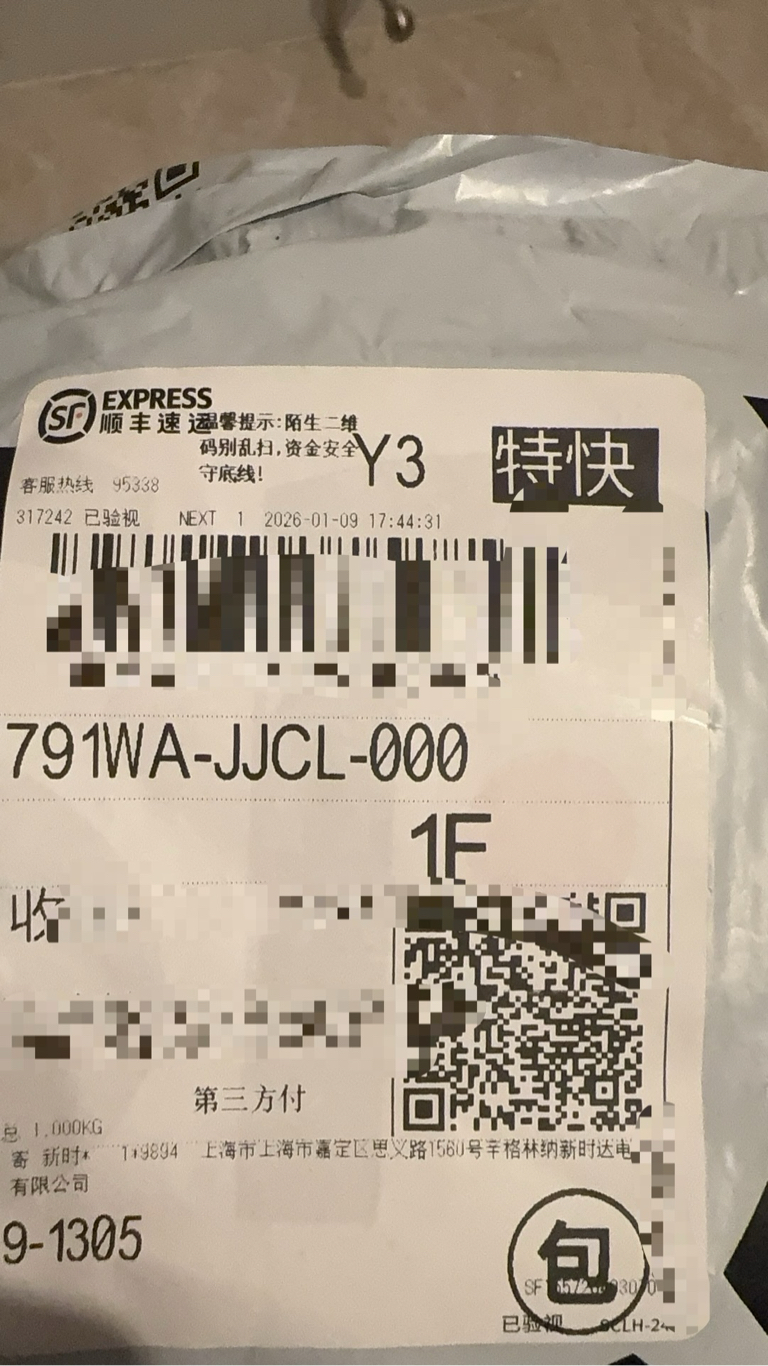 SF EXPRESS
顺丰速运
温馨提示:陌生二维
码别乱扫,资金安全
守底线!
Y3
特快
客服热线 95338
317242 已验视 NEXT 1 2026-01-09 17:44:31
791WA-JJCL-000
1F
收
第三方付
总 1.000KG
寄 新时* 1*9894 上海市上海市嘉定区思义路1560号辛格林纳新时达电
有限公司
9-1305
包
已验视